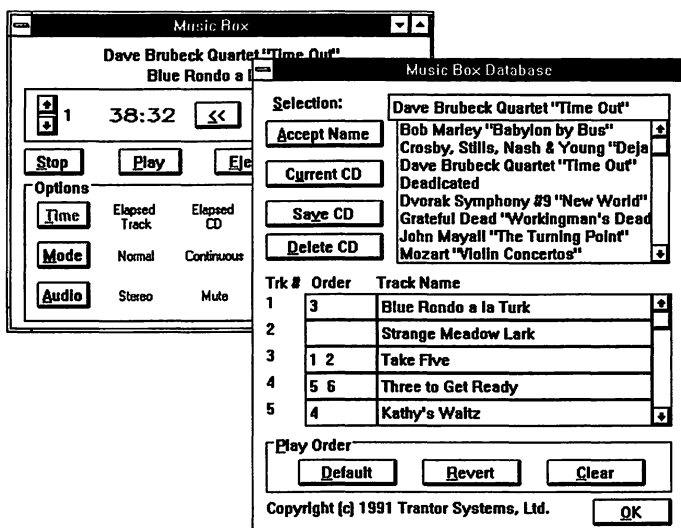 Music Box
Dave Brubeck Quartet "Time Out"
Blue Rondo a
1 38:32 <<
Stop Play Eje
Options
Time Elapsed Track Elapsed CD
Mode Normal Continuous
Audio Stereo Mute
Music Box Database
Selection: Dave Brubeck Quartet "Time Out"
Accept Name
Current CD
Save CD
Delete CD
Bob Marley "Babylon by Bus"
Crosby, Stills, Nash & Young "Deja
Dave Brubeck Quartet "Time Out"
Deadicated
Dvorak Symphony #9 "New World"
Grateful Dead "Workingman's Dead
John Mayall "The Turning Point"
Mozart "Violin Concertos"
Trk # Order Track Name
1 3 Blue Rondo a la Turk
2 Strange Meadow Lark
3 1 2 Take Five
4 5 6 Three to Get Ready
5 4 Kathy's Waltz
Play Order
Default Revert Clear
Copyright (c) 1991 Trantor Systems, Ltd. OK